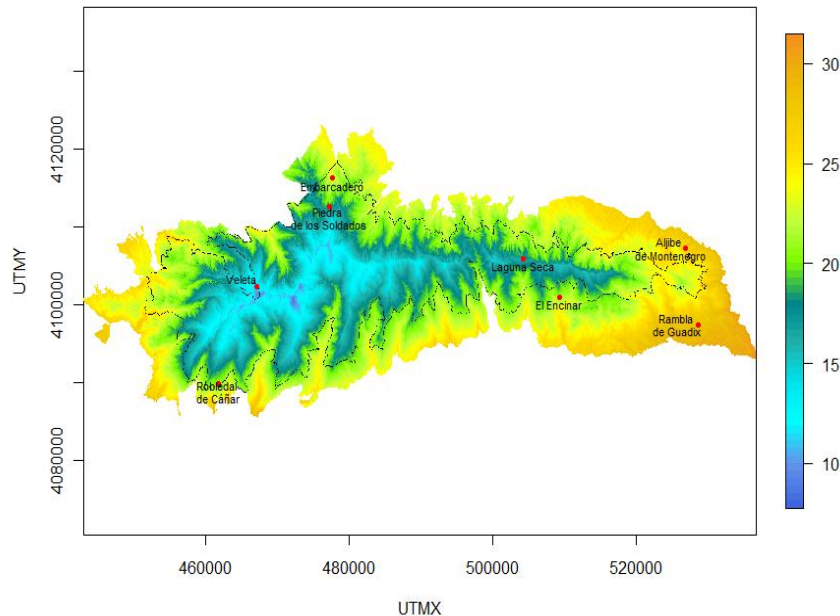 30
25
20
15
10
4120000
4100000
4080000
UTMY
Embarcadero
Piedra
de los Soldados
Aljibe
de Montenegro
Laguna Seca
Veleta
El Encinar
Rambla
de Guadix
Robledal
de Cáñar
460000
480000
500000
520000
UTMX